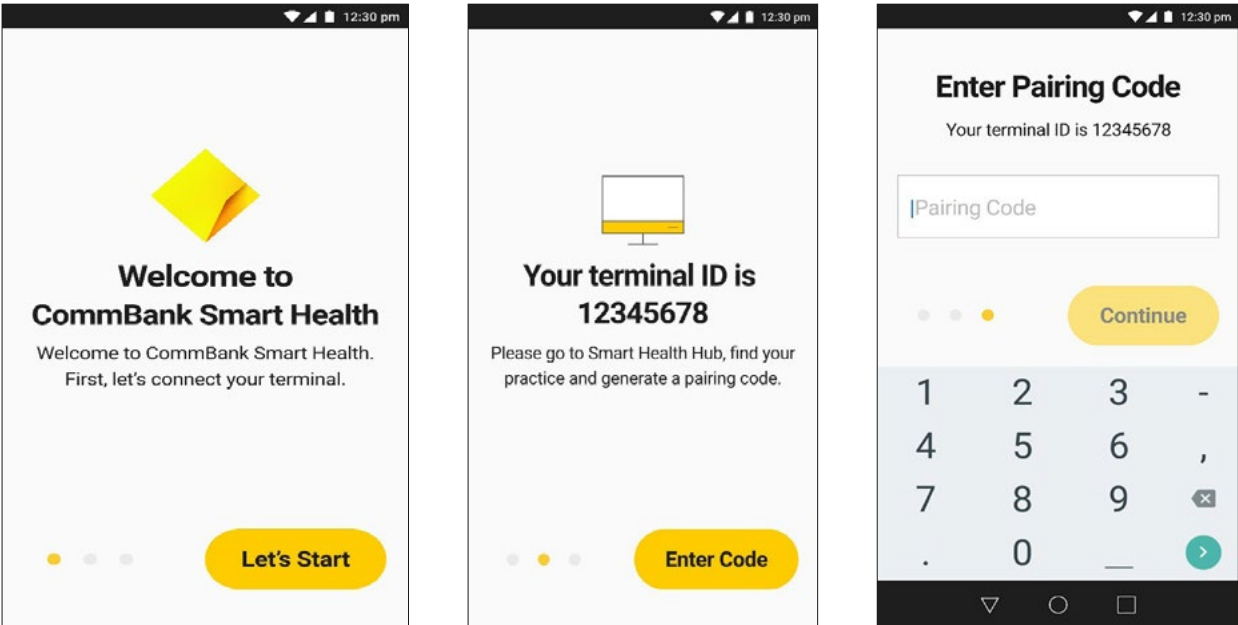 12:30 pm
Welcome to
CommBank Smart Health
Welcome to CommBank Smart Health.
First, let's connect your terminal.
Let's Start
12:30 pm
Your terminal ID is
12345678
Please go to Smart Health Hub, find your
practice and generate a pairing code.
Enter Code
12:30 pm
Enter Pairing Code
Your terminal ID is 12345678
Pairing Code
Continue
1 2 3 -
4 5 6 ,
7 8 9
. 0 _